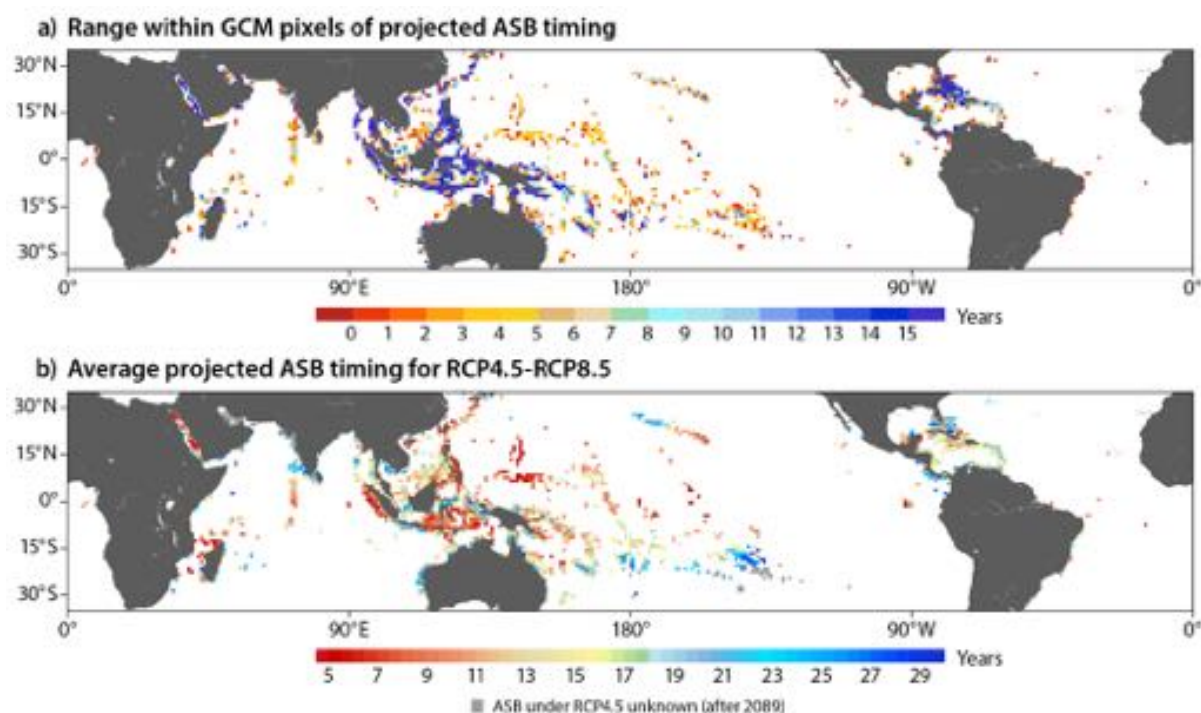 a) Range within GCM pixels of projected ASB timing
30°N
15°N
0°
15°S
30°S
0° 90°E 180° 90°W 0°
0 1 2 3 4 5 6 7 8 9 10 11 12 13 14 15 Years
b) Average projected ASB timing for RCP4.5-RCP8.5
30°N
15°N
0°
15°S
30°S
0° 90°E 180° 90°W 0°
5 7 9 11 13 15 17 19 21 23 25 27 29 Years
ASB under RCP4.5 unknown (after 2089)